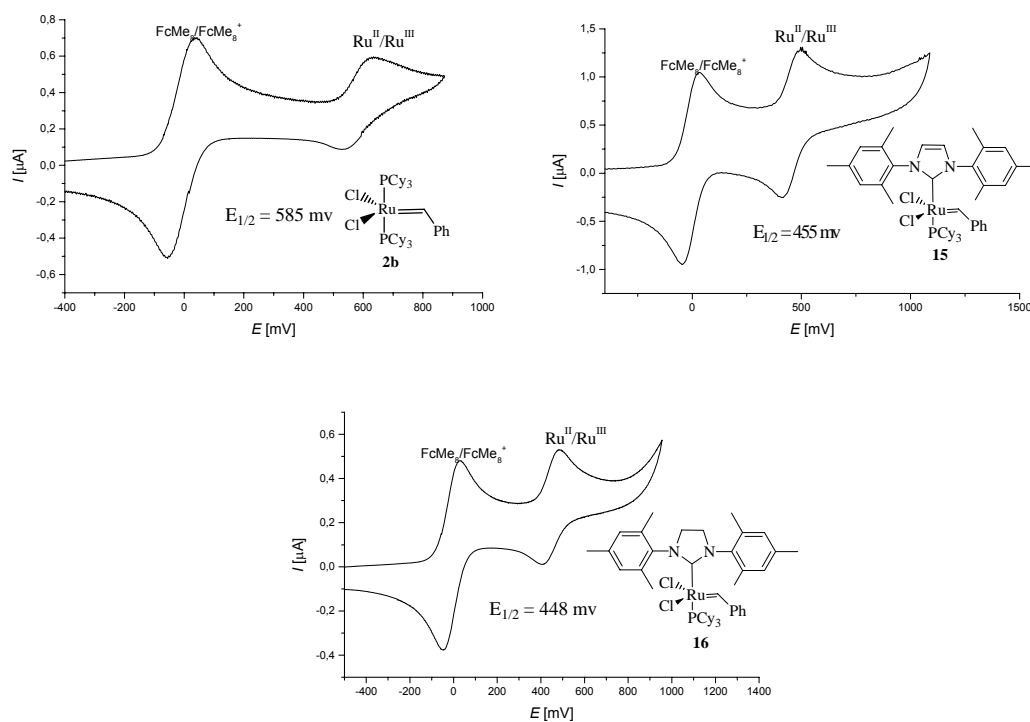 FcMe8/FcMe8+
RuII/RuIII
0,8
0,6
0,4
0,2
0,0
-0,2
-0,4
-0,6
I [µA]
E1/2 = 585 mv
PCy3
Cl
Ru
Cl
Ph
PCy3
2b
-400
-200
0
200
400
600
800
1000
E [mV]
FcMe8/FcMe8+
RuII/RuIII
1,5
1,0
0,5
0,0
-0,5
-1,0
I [µA]
E1/2 = 455 mv
N
N
Cl
Ru
Cl
Ph
PCy3
15
0
500
1000
1500
E [mV]
FcMe8/FcMe8+
RuII/RuIII
0,6
0,4
0,2
0,0
-0,2
-0,4
I [µA]
E1/2 = 448 mv
N
N
Cl
Ru
Cl
Ph
PCy3
16
-400
-200
0
200
400
600
800
1000
1200
1400
E [mV]